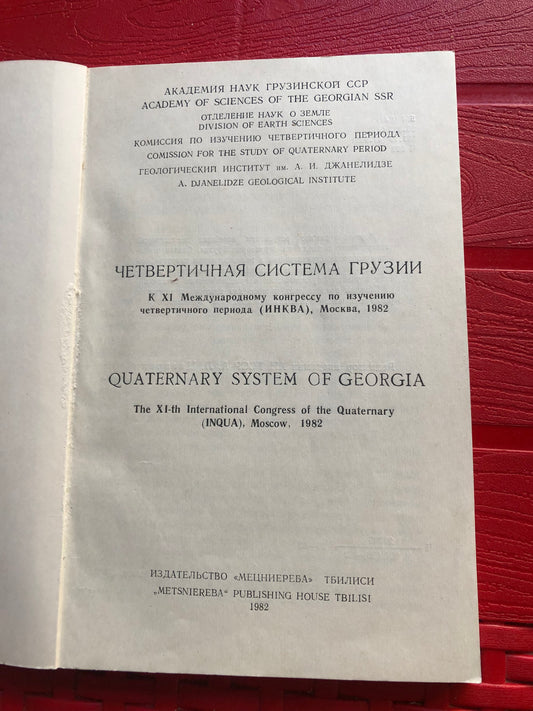 АКАДЕМИЯ НАУК ГРУЗИНСКОЙ ССР
ACADEMY OF SCIENCES OF THE GEORGIAN SSR
ОТДЕЛЕНИЕ НАУК О ЗЕМЛЕ
DIVISION OF EARTH SCIENCES
КОМИССИЯ ПО ИЗУЧЕНИЮ ЧЕТВЕРТИЧНОГО ПЕРИОДА
COMISSION FOR THE STUDY OF QUATERNARY PERIOD
ГЕОЛОГИЧЕСКИЙ ИНСТИТУТ им. А. И. ДЖАНЕЛИДЗЕ
A. DJANELIDZE GEOLOGICAL INSTITUTE
ЧЕТВЕРТИЧНАЯ СИСТЕМА ГРУЗИИ
К XI Международному конгрессу по изучению
четвертичного периода (ИНКВА), Москва, 1982
QUATERNARY SYSTEM OF GEORGIA
The XI-th International Congress of the Quaternary
(INQUA), Moscow, 1982
ИЗДАТЕЛЬСТВО «МЕЦНИЕРЕБА» ТБИЛИСИ
„METSNIEREBA“ PUBLISHING HOUSE TBILISI
1982